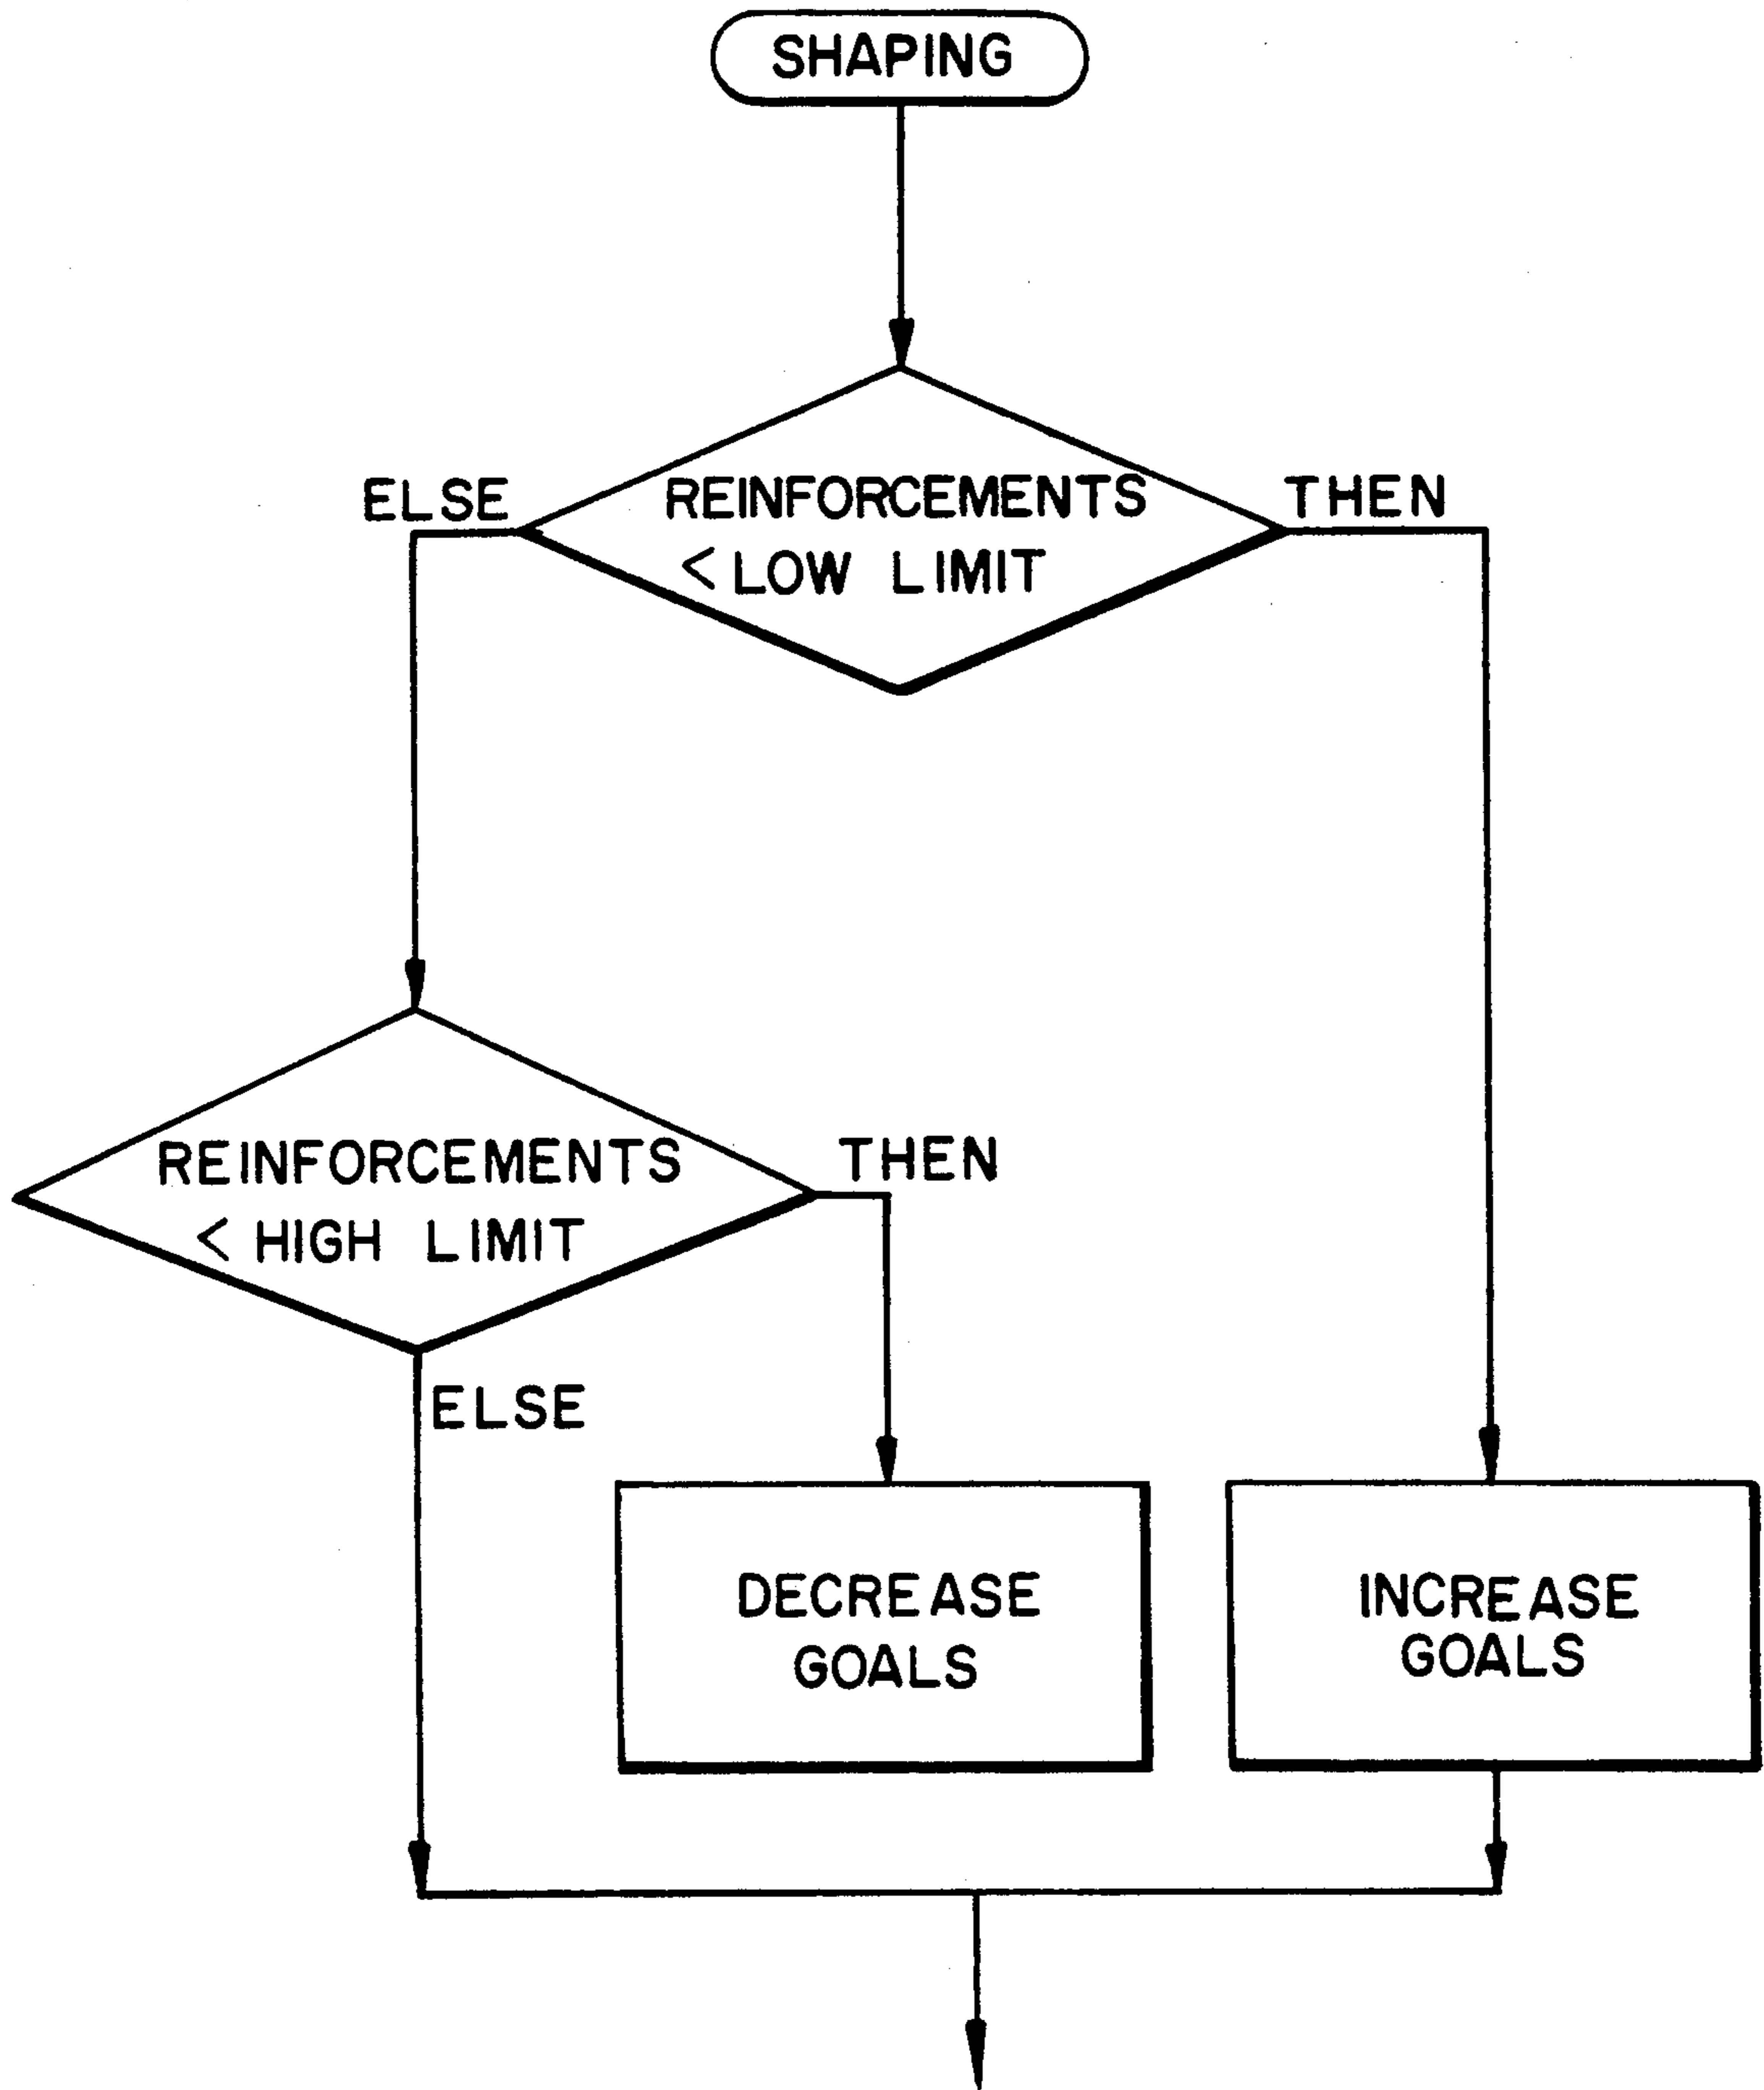 SHAPING
ELSE
REINFORCEMENTS
< LOW LIMIT
THEN
REINFORCEMENTS
< HIGH LIMIT
THEN
ELSE
DECREASE
GOALS
INCREASE
GOALS